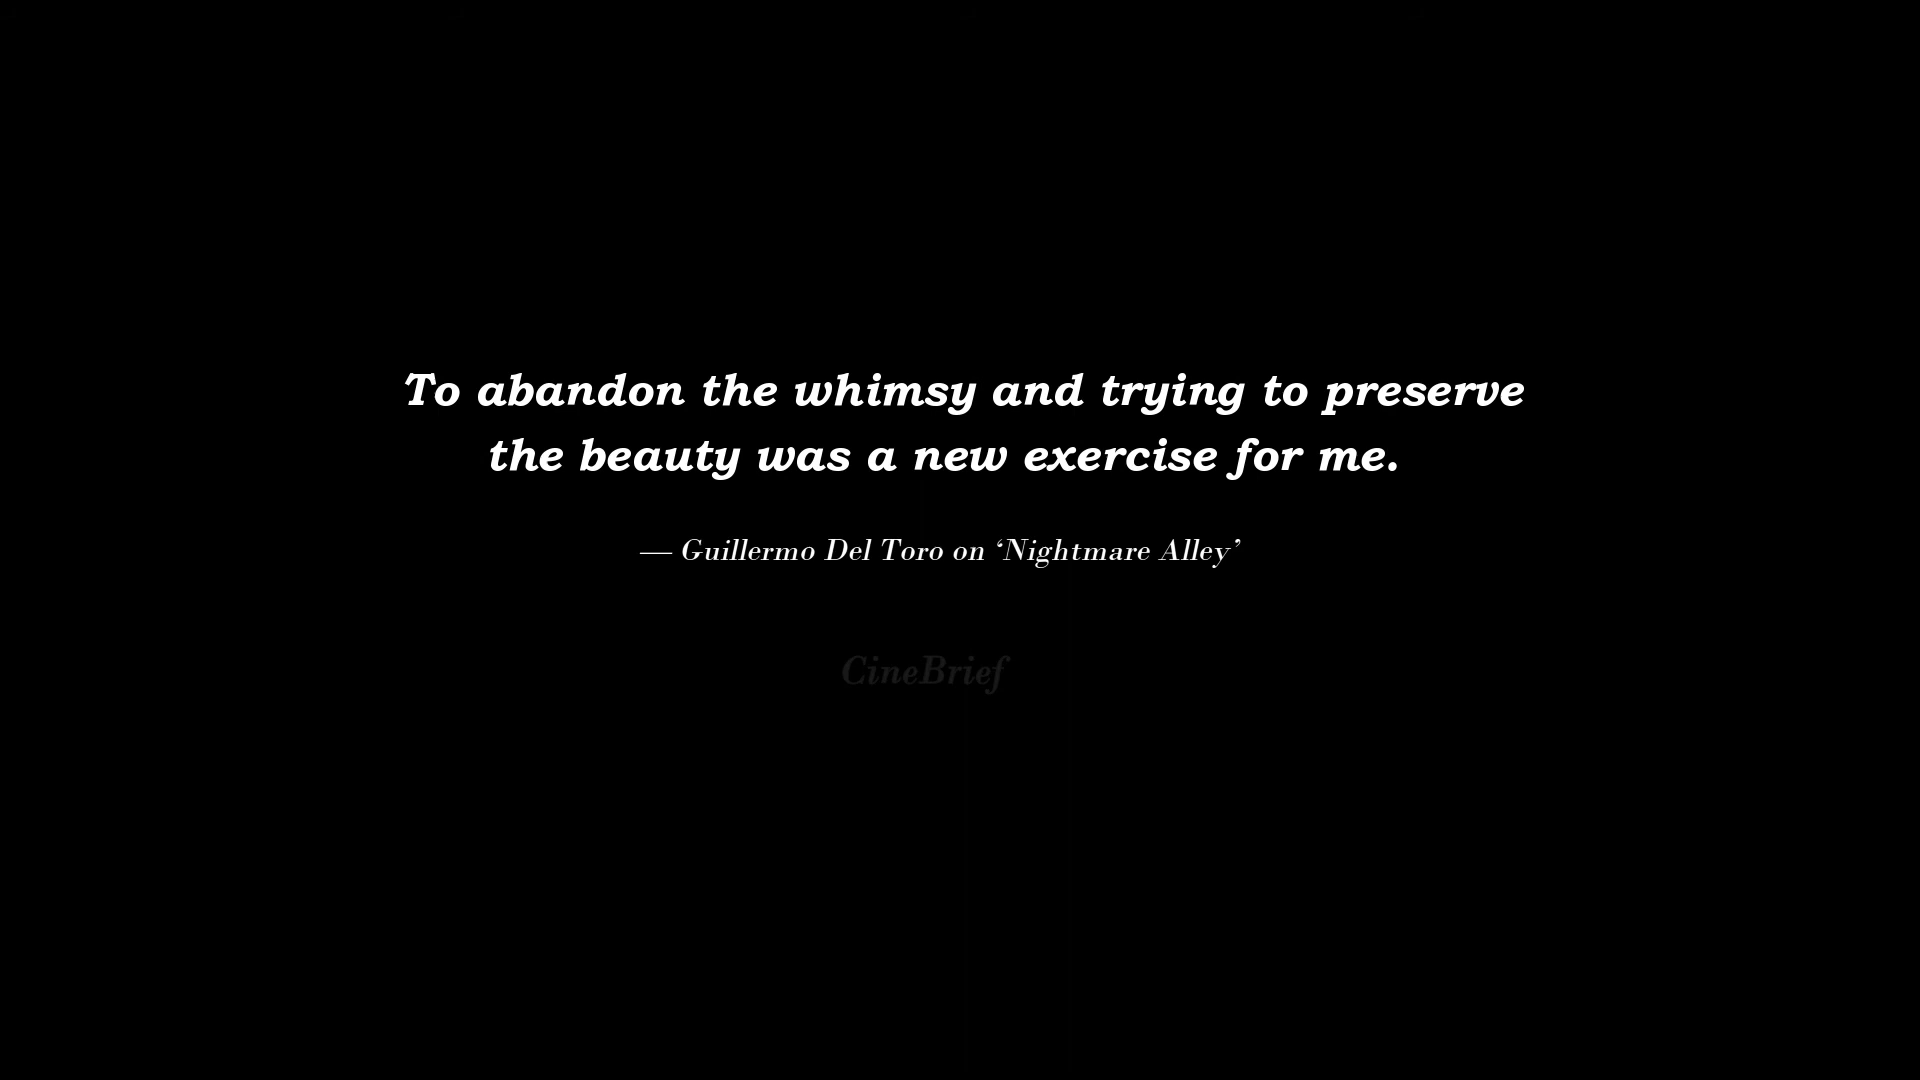 To abandon the whimsy and trying to preserve
the beauty was a new exercise for me.
— Guillermo Del Toro on ‘Nightmare Alley’
CineBrief